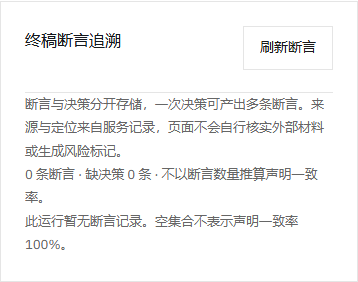 终稿断言追溯
刷新断言
断言与决策分开存储，一次决策可产出多条断言。来
源与定位来自服务记录，页面不会自行核实外部材料
或生成风险标记。
0 条断言 · 缺决策 0 条 · 不以断言数量推算声明一致
率。
此运行暂无断言记录。空集合不表示声明一致率
100%。